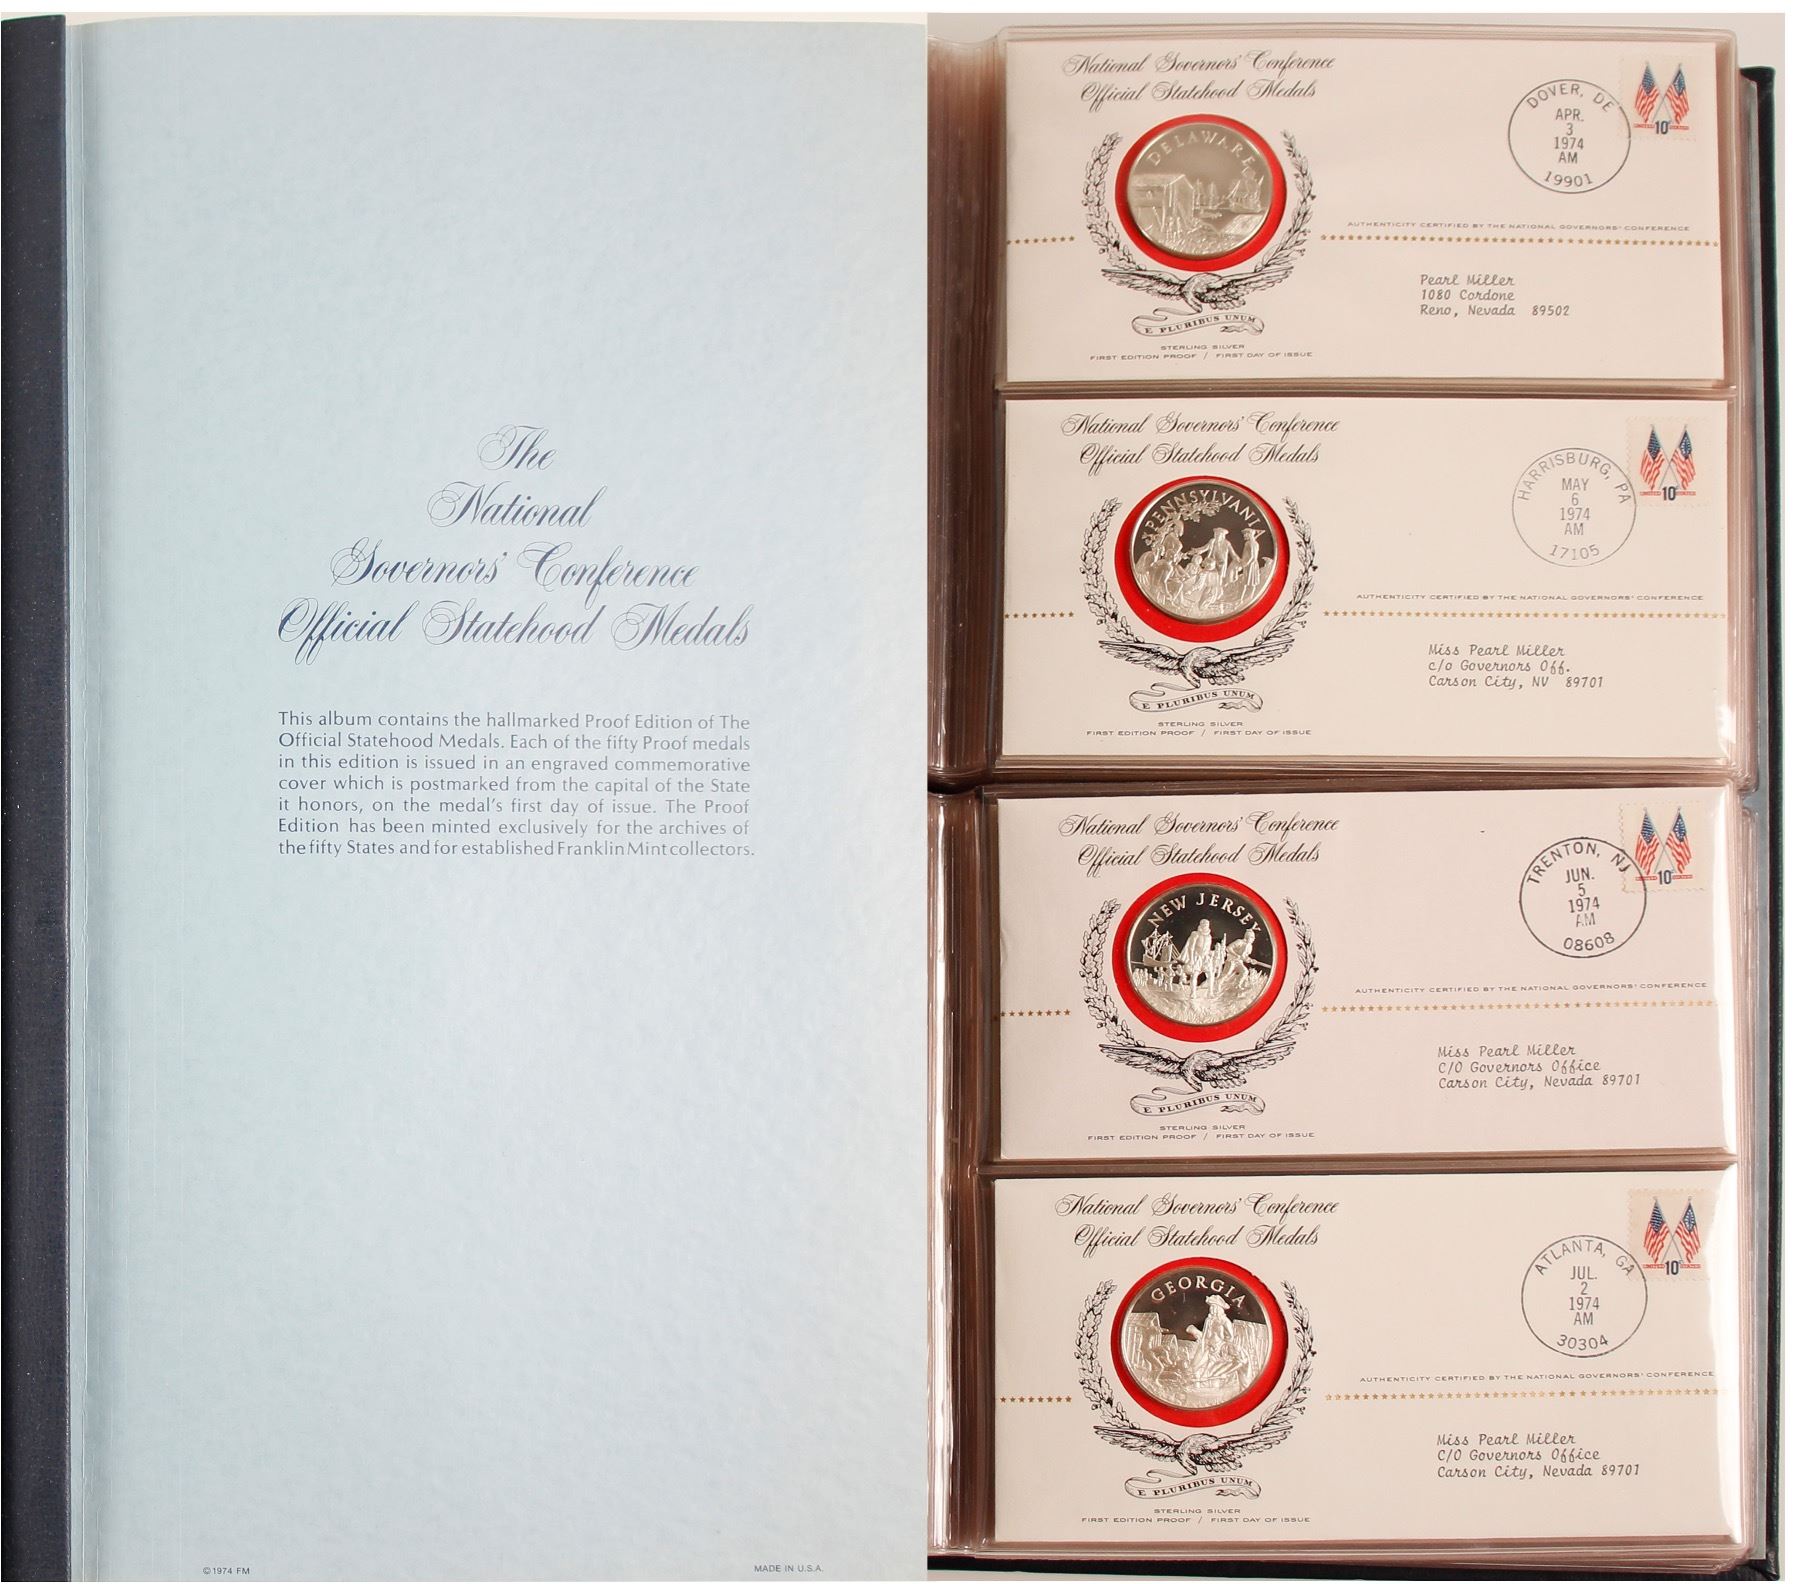 The
National
Governors' Conference
Official Statehood Medals
This album contains the hallmarked Proof Edition of The
Official Statehood Medals. Each of the fifty Proof medals
in this edition is issued in an engraved commemorative
cover which is postmarked from the capital of the State
it honors, on the medal's first day of issue. The Proof
Edition has been minted exclusively for the archives of
the fifty States and for established Franklin Mint collectors.
©1974 FM
MADE IN U.S.A.
National Governors' Conference
Official Statehood Medals
DELAWARE
DOVER, DE
APR.
3
1974
AM
19901
UNITED 10c STATES
AUTHENTICITY CERTIFIED BY THE NATIONAL GOVERNORS' CONFERENCE
Pearl Miller
1080 Cordone
Reno, Nevada 89502
E PLURIBUS UNUM
STERLING SILVER
FIRST EDITION PROOF / FIRST DAY OF ISSUE
National Governors' Conference
Official Statehood Medals
PENNSYLVANIA
HARRISBURG, PA
MAY
6
1974
AM
17105
UNITED 10c STATES
AUTHENTICITY CERTIFIED BY THE NATIONAL GOVERNORS' CONFERENCE
Miss Pearl Miller
c/o Governors Off.
Carson City, NV 89701
E PLURIBUS UNUM
STERLING SILVER
FIRST EDITION PROOF / FIRST DAY OF ISSUE
National Governors' Conference
Official Statehood Medals
NEW JERSEY
TRENTON, NJ
JUN.
5
1974
AM
08608
UNITED 10c STATES
AUTHENTICITY CERTIFIED BY THE NATIONAL GOVERNORS' CONFERENCE
Miss Pearl Miller
C/O Governors Office
Carson City, Nevada 89701
E PLURIBUS UNUM
STERLING SILVER
FIRST EDITION PROOF / FIRST DAY OF ISSUE
National Governors' Conference
Official Statehood Medals
GEORGIA
ATLANTA, GA
JUL.
2
1974
AM
30304
UNITED 10c STATES
AUTHENTICITY CERTIFIED BY THE NATIONAL GOVERNORS' CONFERENCE
Miss Pearl Miller
C/O Governors Office
Carson City, Nevada 89701
E PLURIBUS UNUM
STERLING SILVER
FIRST EDITION PROOF / FIRST DAY OF ISSUE